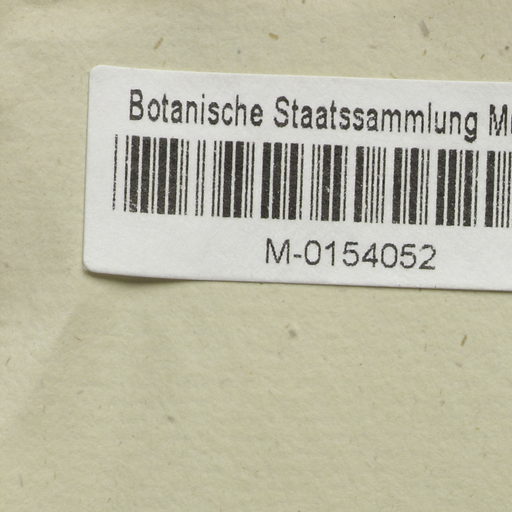 Botanische Staatssammlung
M-0154052